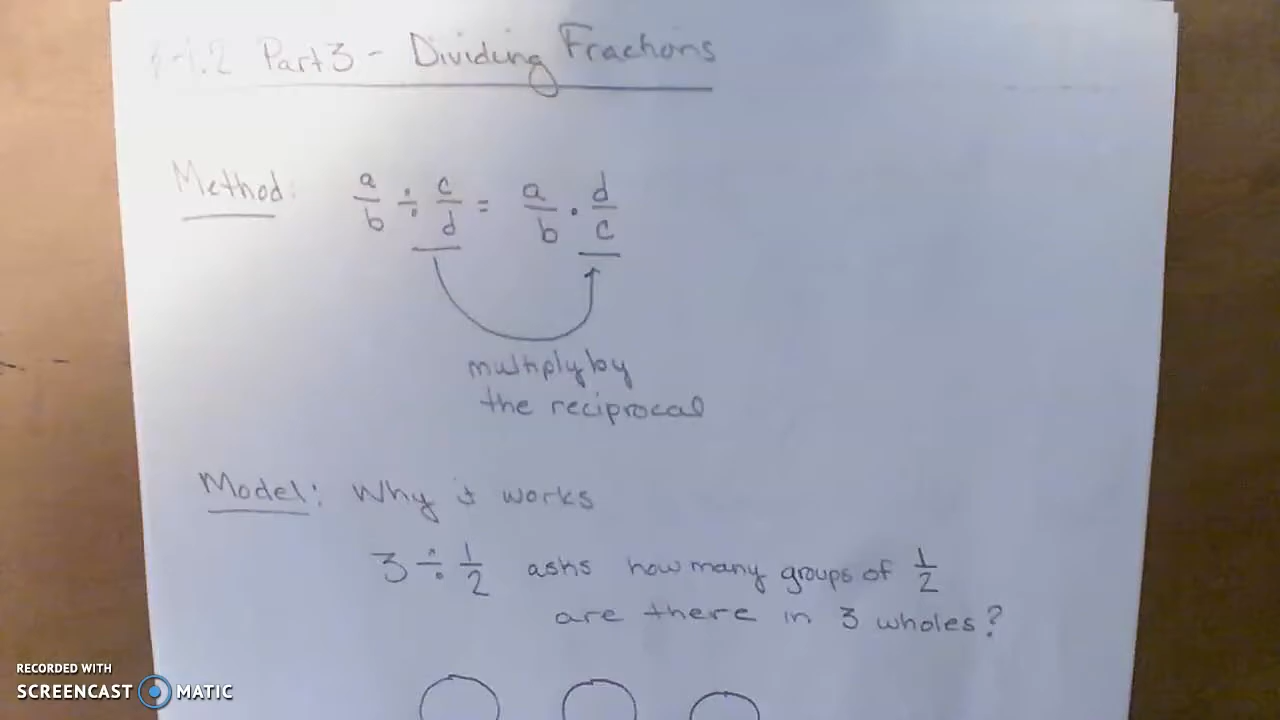 Part 3 - Dividing Fractions
Method: a/b ÷ c/d = a/b · d/c
multiply by
the reciprocal
Model: Why it works
3 ÷ 1/2 asks how many groups of 1/2
are there in 3 wholes?
RECORDED WITH
SCREENCAST MATIC